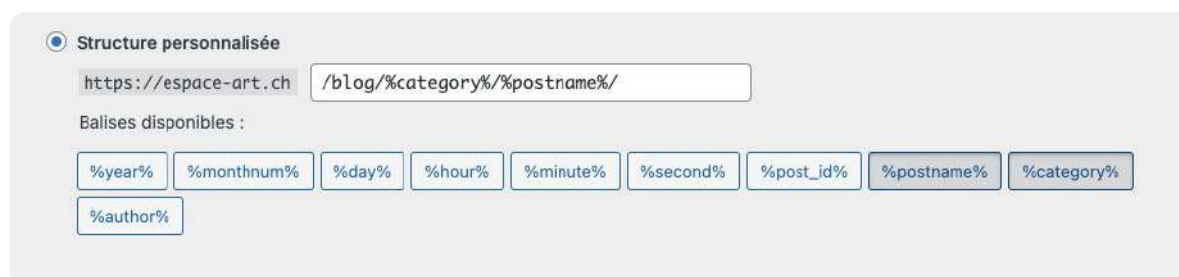 Structure personnalisée
https://espace-art.ch /blog/%category%/%postname%/
Balises disponibles :
%year% %monthnum% %day% %hour% %minute% %second% %post_id% %postname% %category%
%author%